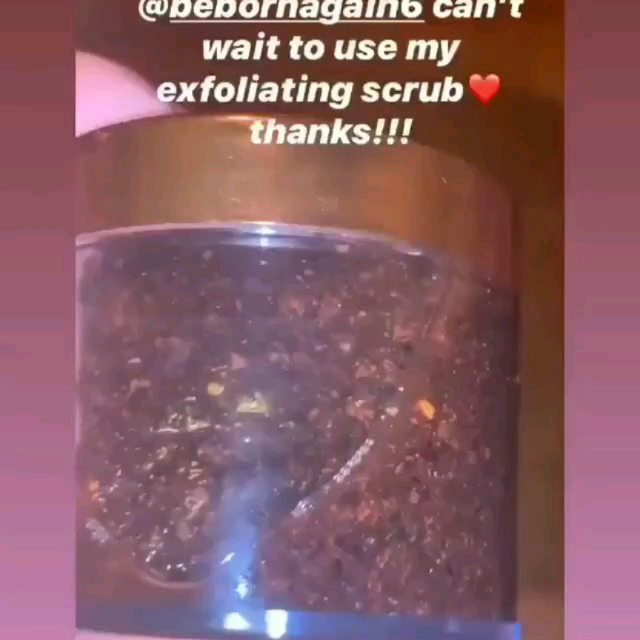 @bebornagain6 can't
wait to use my
exfoliating scrub❤️
thanks!!!